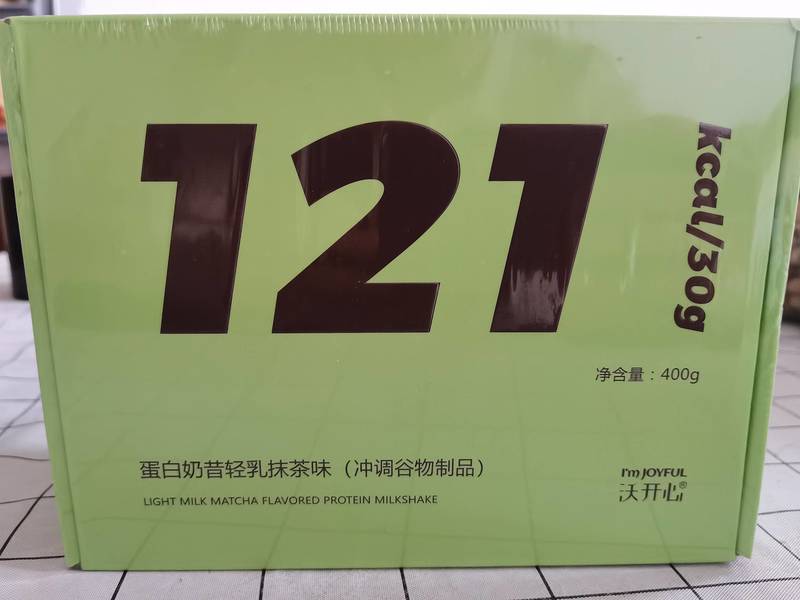 121
kcal/30g
净含量：400g
蛋白奶昔轻乳抹茶味（冲调谷物制品）
LIGHT MILK MATCHA FLAVORED PROTEIN MILKSHAKE
I'm JOYFUL
沃开心®